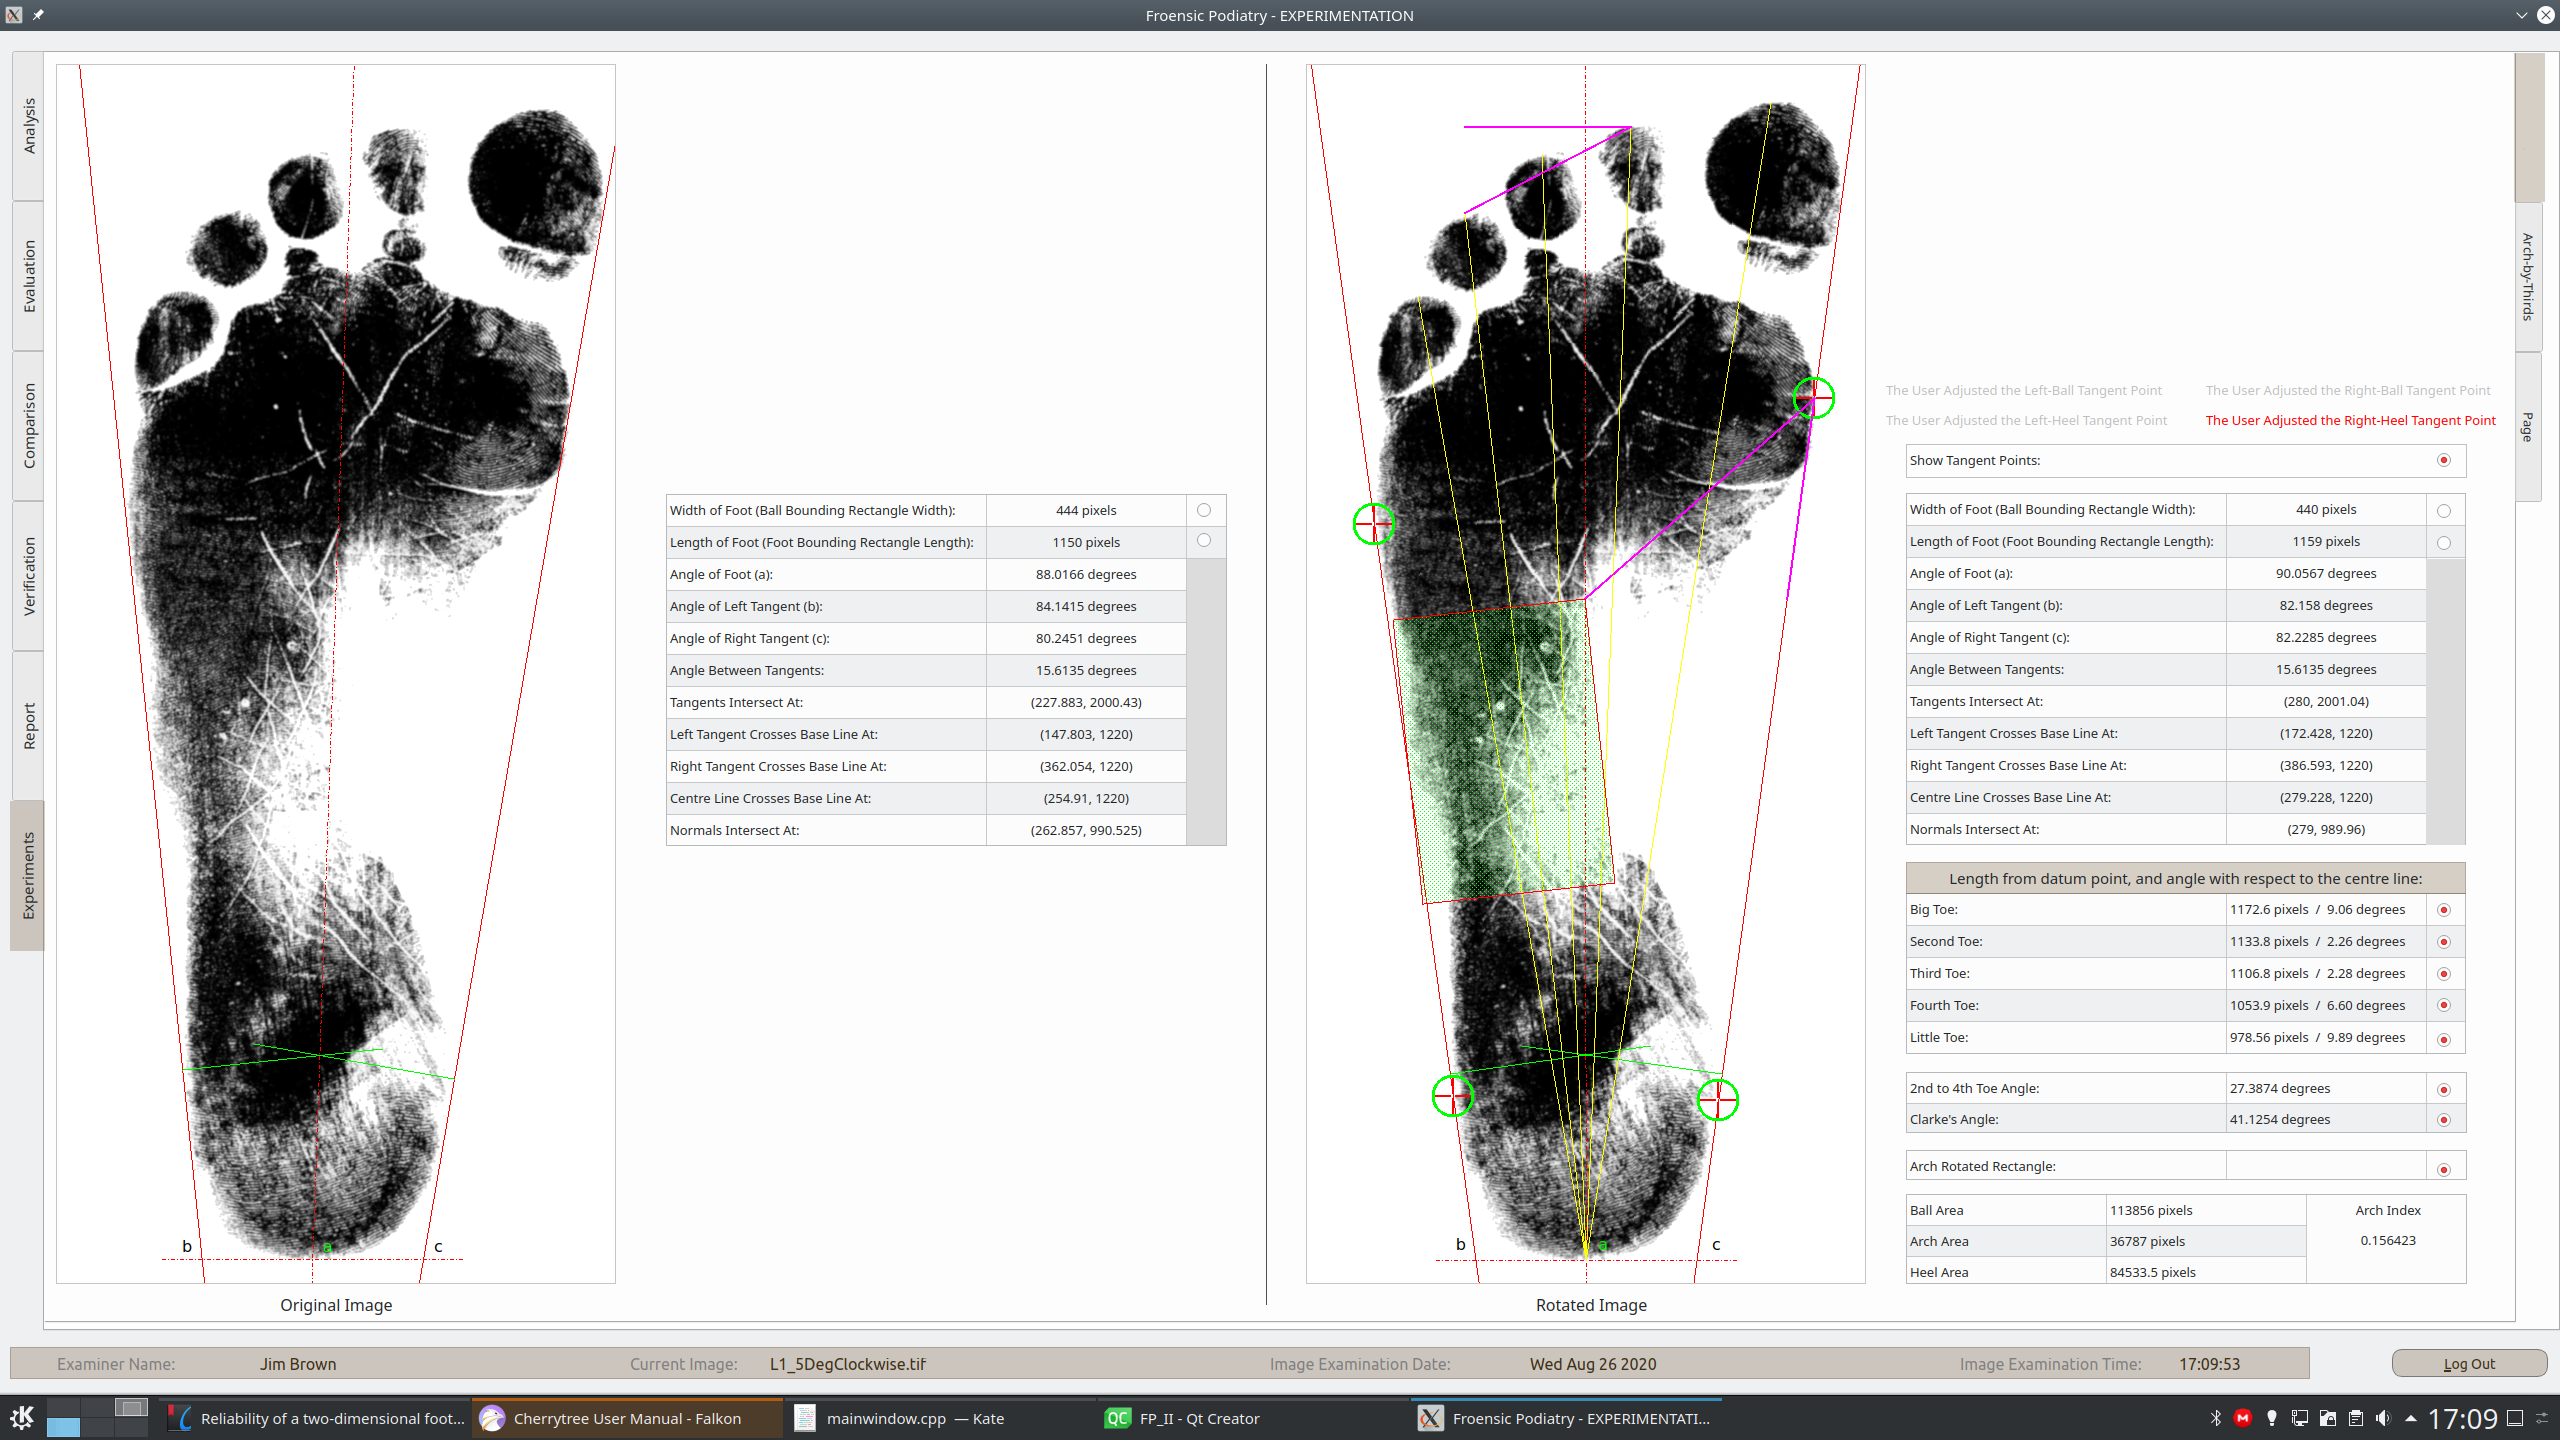 Froensic Podiatry - EXPERIMENTATION
Analysis
Evaluation
Comparison
Verification
Report
Experiments
b
a
c
Original Image
Width of Foot (Ball Bounding Rectangle Width): 444 pixels
Length of Foot (Foot Bounding Rectangle Length): 1150 pixels
Angle of Foot (a): 88.0166 degrees
Angle of Left Tangent (b): 84.1415 degrees
Angle of Right Tangent (c): 80.2451 degrees
Angle Between Tangents: 15.6135 degrees
Tangents Intersect At: (227.883, 2000.43)
Left Tangent Crosses Base Line At: (147.803, 1220)
Right Tangent Crosses Base Line At: (362.054, 1220)
Centre Line Crosses Base Line At: (254.91, 1220)
Normals Intersect At: (262.857, 990.525)
b
a
c
Rotated Image
The User Adjusted the Left-Ball Tangent Point The User Adjusted the Right-Ball Tangent Point
The User Adjusted the Left-Heel Tangent Point The User Adjusted the Right-Heel Tangent Point
Show Tangent Points:
Width of Foot (Ball Bounding Rectangle Width): 440 pixels
Length of Foot (Foot Bounding Rectangle Length): 1159 pixels
Angle of Foot (a): 90.0567 degrees
Angle of Left Tangent (b): 82.158 degrees
Angle of Right Tangent (c): 82.2285 degrees
Angle Between Tangents: 15.6135 degrees
Tangents Intersect At: (280, 2001.04)
Left Tangent Crosses Base Line At: (172.428, 1220)
Right Tangent Crosses Base Line At: (386.593, 1220)
Centre Line Crosses Base Line At: (279.228, 1220)
Normals Intersect At: (279, 989.96)
Length from datum point, and angle with respect to the centre line:
Big Toe: 1172.6 pixels / 9.06 degrees
Second Toe: 1133.8 pixels / 2.26 degrees
Third Toe: 1106.8 pixels / 2.28 degrees
Fourth Toe: 1053.9 pixels / 6.60 degrees
Little Toe: 978.56 pixels / 9.89 degrees
2nd to 4th Toe Angle: 27.3874 degrees
Clarke's Angle: 41.1254 degrees
Arch Rotated Rectangle:
Ball Area 113856 pixels Arch Index
Arch Area 36787 pixels 0.156423
Heel Area 84533.5 pixels
Arch-by-Thirds
Page
Examiner Name: Jim Brown Current Image: L1_5DegClockwise.tif Image Examination Date: Wed Aug 26 2020 Image Examination Time: 17:09:53 Log Out
Reliability of a two-dimensional foot... Cherrytree User Manual - Falkon mainwindow.cpp — Kate QC FP_II - Qt Creator Froensic Podiatry - EXPERIMENTATI... 17:09